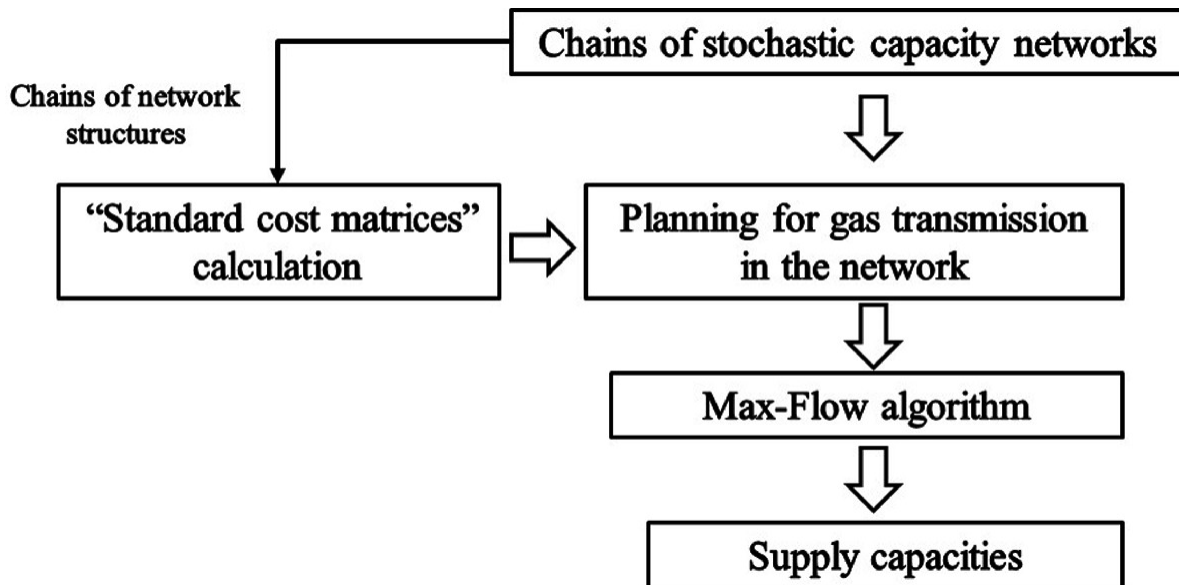 Chains of stochastic capacity networks
Chains of network
structures
“Standard cost matrices”
calculation
Planning for gas transmission
in the network
Max-Flow algorithm
Supply capacities